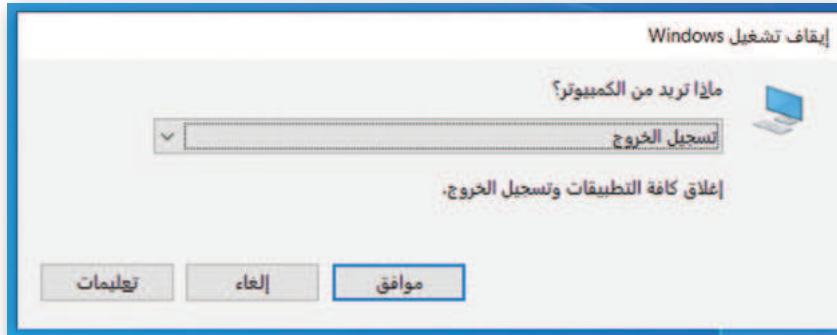 إيقاف تشغيل Windows
ماذا تريد من الكمبيوتر؟
تسجيل الخروج
إغلاق كافة التطبيقات وتسجيل الخروج.
موافق
إلغاء
تعليمات